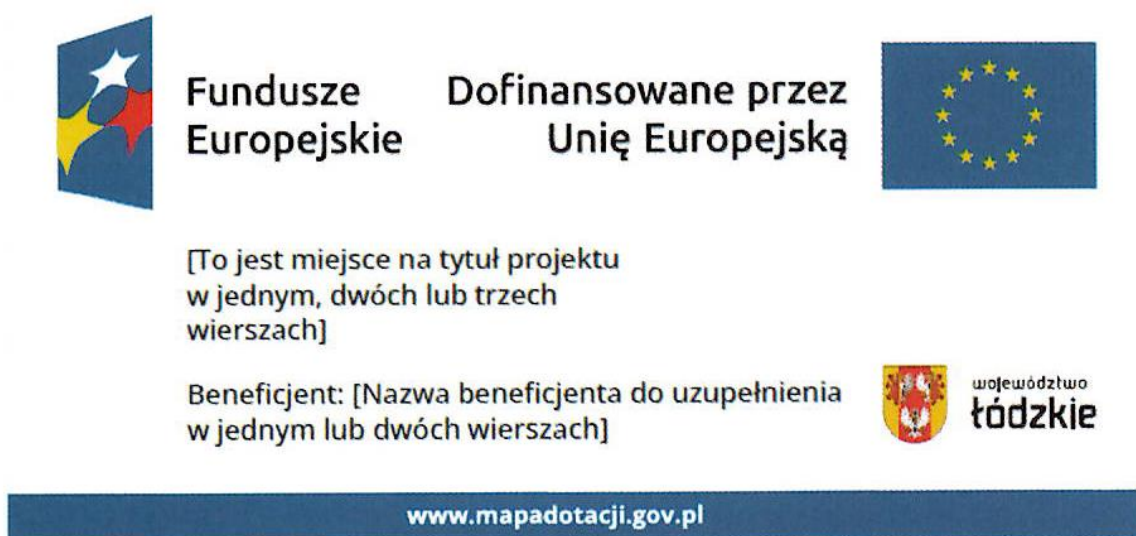 Fundusze
Europejskie
Dofinansowane przez
Unię Europejską
[To jest miejsce na tytuł projektu
w jednym, dwóch lub trzech
wierszach]
Beneficjent: [Nazwa beneficjenta do uzupełnienia
w jednym lub dwóch wierszach]
województwo
łódzkie
www.mapadotacji.gov.pl